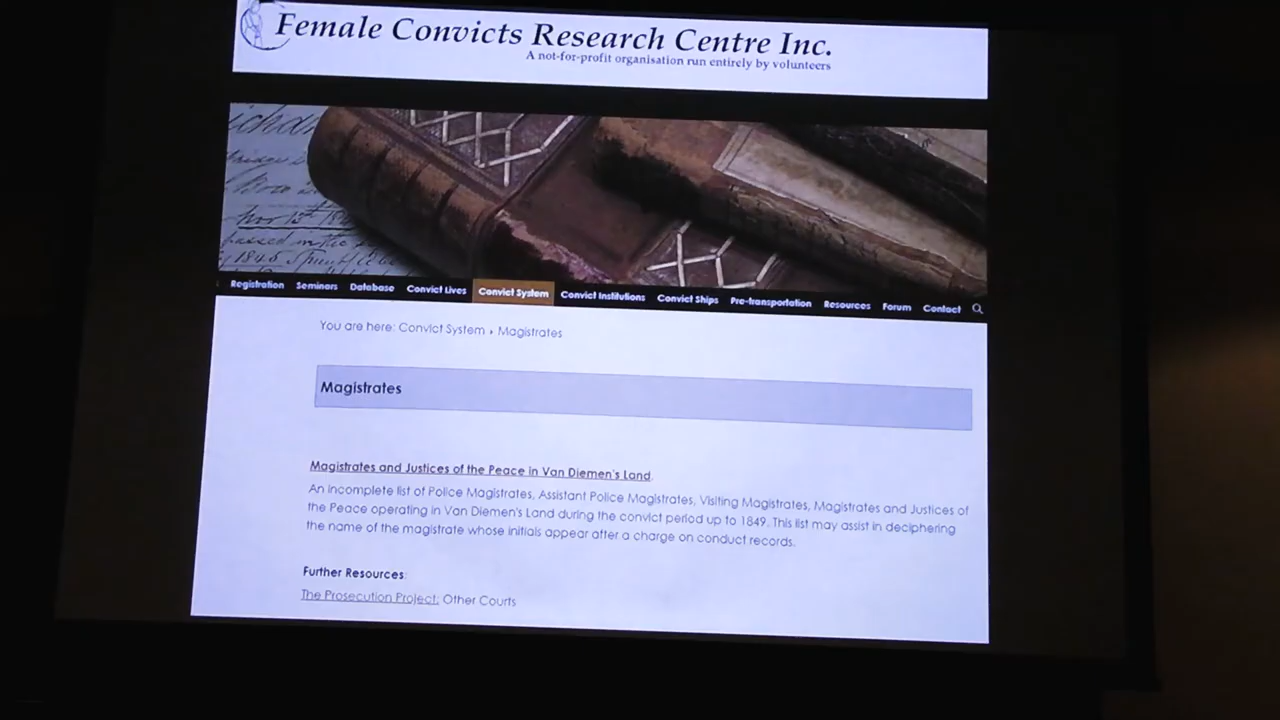 Female Convicts Research Centre Inc.
A not-for-profit organisation run entirely by volunteers
Registration Seminars Database Convict Lives Convict System Convict Institutions Convict Ships Pre-transportation Resources Forum Contact
You are here: Convict System › Magistrates
Magistrates
Magistrates and Justices of the Peace in Van Diemen's Land
An incomplete list of Police Magistrates, Assistant Police Magistrates, Visiting Magistrates, Magistrates and Justices of
the Peace operating in Van Diemen's Land during the convict period up to 1849. This list may assist in deciphering
the name of the magistrate whose initials appear after a charge on conduct records.
Further Resources:
The Prosecution Project: Other Courts